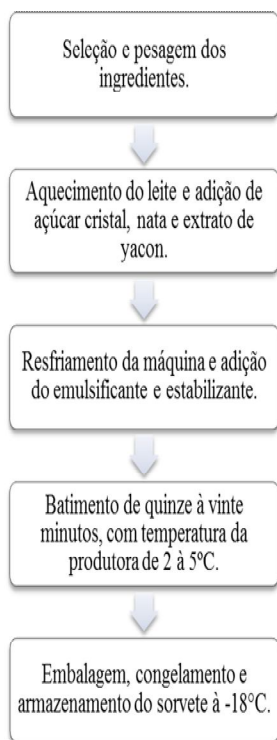 Seleção e pesagem dos
ingredientes.
Aquecimento do leite e adição de
açúcar cristal, nata e extrato de
yacon.
Resfriamento da máquina e adição
do emulsificante e estabilizante.
Batimento de quinze à vinte
minutos, com temperatura da
produtora de 2 à 5ºC.
Embalagem, congelamento e
armazenamento do sorvete à -18°C.